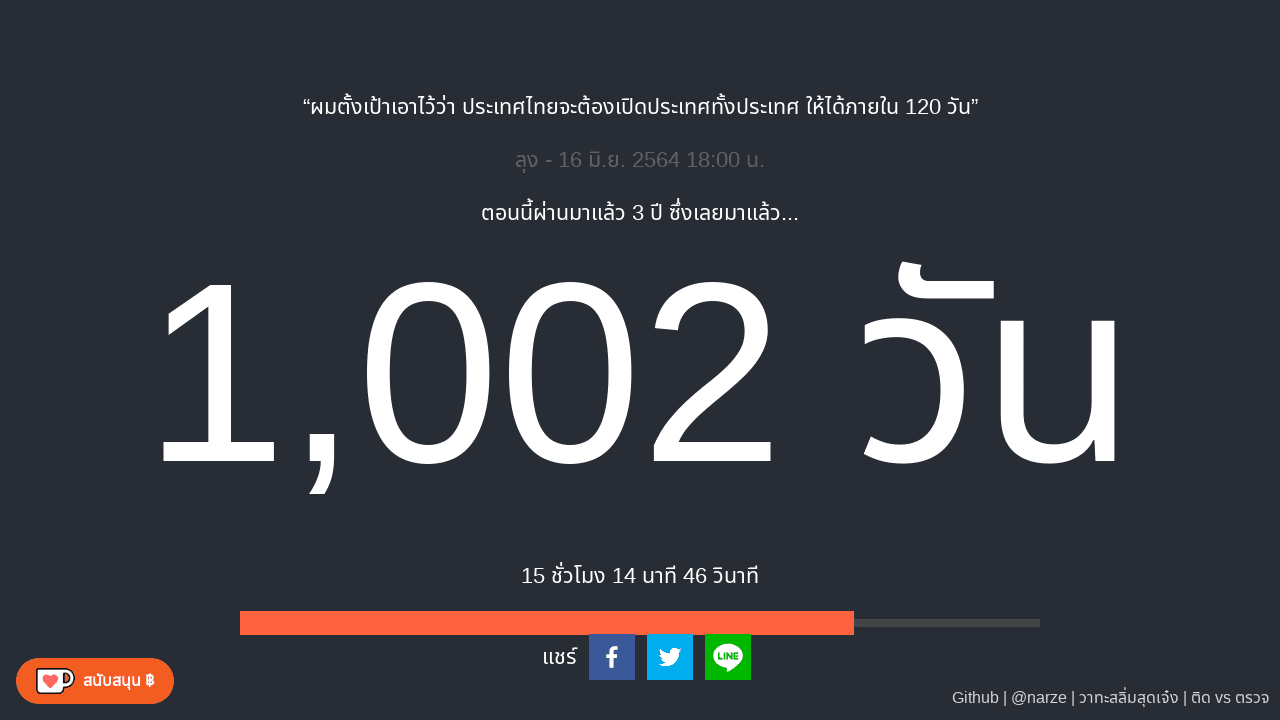 “ผมตั้งเป้าเอาไว้ว่า ประเทศไทยจะต้องเปิดประเทศทั้งประเทศ ให้ได้ภายใน 120 วัน”
ลุง - 16 มิ.ย. 2564 18:00 น.
ตอนนี้ผ่านมาแล้ว 3 ปี ซึ่งเลยมาแล้ว...
1,002 วัน
15 ชั่วโมง 14 นาที 46 วินาที
แชร์
LINE
สนับสนุน ฿
Github | @narze | วาทะสลิ่มสุดเจ๋ง | ติด vs ตรวจ